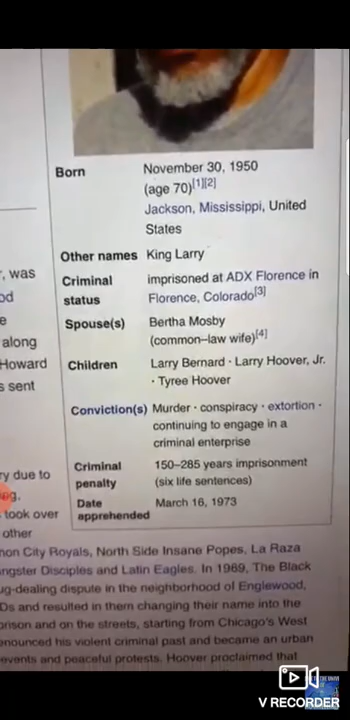 Born
November 30, 1950
(age 70)[1][2]
Jackson, Mississippi, United
States
Other names King Larry
Criminal
status
imprisoned at ADX Florence in
Florence, Colorado[3]
Spouse(s)
Bertha Mosby
(common–law wife)[4]
Children
Larry Bernard · Larry Hoover, Jr.
· Tyree Hoover
Conviction(s)
Murder · conspiracy · extortion ·
continuing to engage in a
criminal enterprise
Criminal
penalty
150–285 years imprisonment
(six life sentences)
Date
apprehended
March 16, 1973
, was
along
Howard
sent
ry due to
took over
other
non City Royals, North Side Insane Popes, La Raza
ngster Disciples and Latin Eagles. In 1989, The Black
ug-dealing dispute in the neighborhood of Englewood,
Ds and resulted in them changing their name into the
prison and on the streets, starting from Chicago's West
enounced his violent criminal past and became an urban
events and peaceful protests. Hoover proclaimed that
V RECORDER